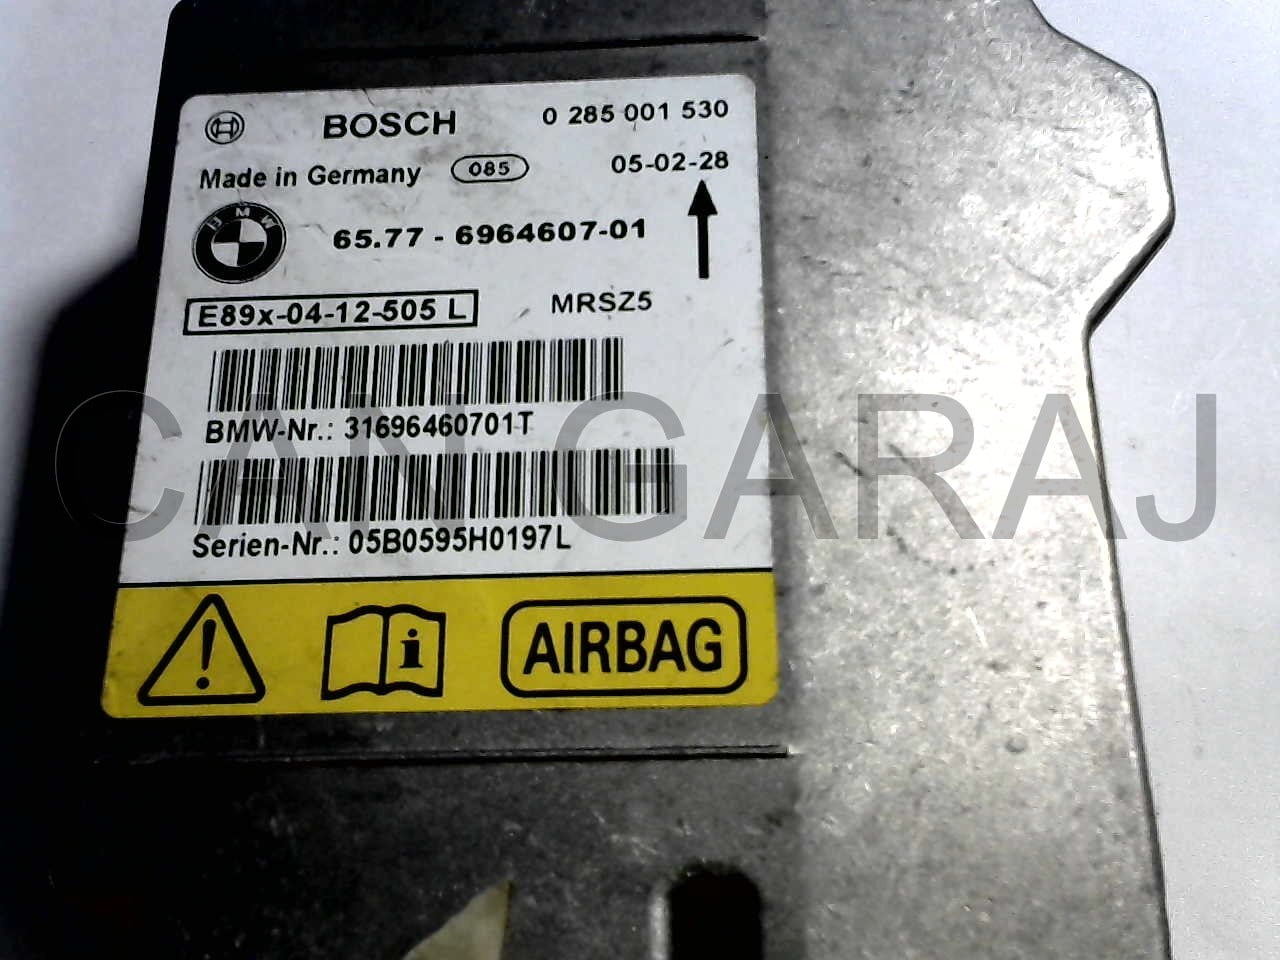 BOSCH 0 285 001 530
Made in Germany 085 05-02-28
BMW
65.77 - 6964607-01
E89x-04-12-505 L MRSZ5
BMW-Nr.: 31696460701T
CAN GARAJ
Serien-Nr.: 05B0595H0197L
AIRBAG